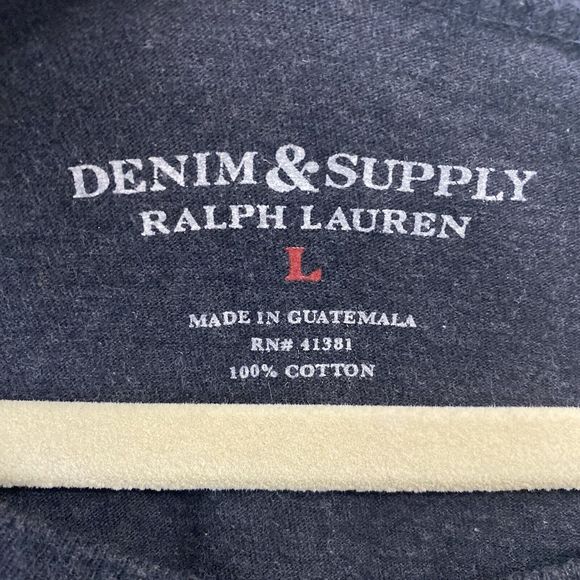 DENIM & SUPPLY
RALPH LAUREN
L
MADE IN GUATEMALA
RN# 41381
100% COTTON